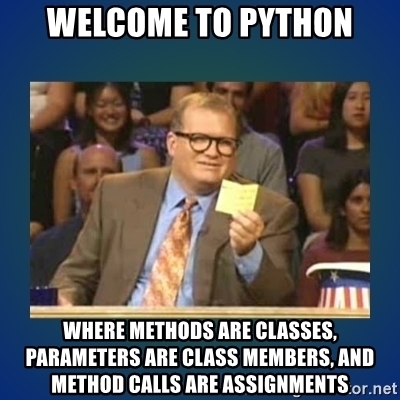 WELCOME TO PYTHON
WHERE METHODS ARE CLASSES,
PARAMETERS ARE CLASS MEMBERS, AND
METHOD CALLS ARE ASSIGNMENTS